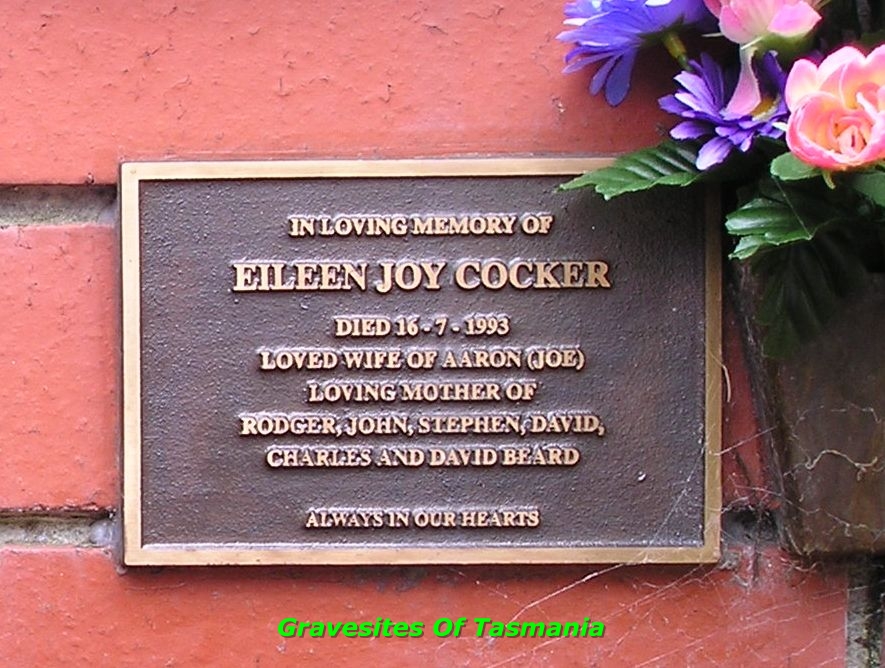 IN LOVING MEMORY OF
EILEEN JOY COCKER
DIED 16 - 7 - 1993
LOVED WIFE OF AARON (JOE)
LOVING MOTHER OF
RODGER, JOHN, STEPHEN, DAVID,
CHARLES AND DAVID BEARD
ALWAYS IN OUR HEARTS
Gravesites Of Tasmania